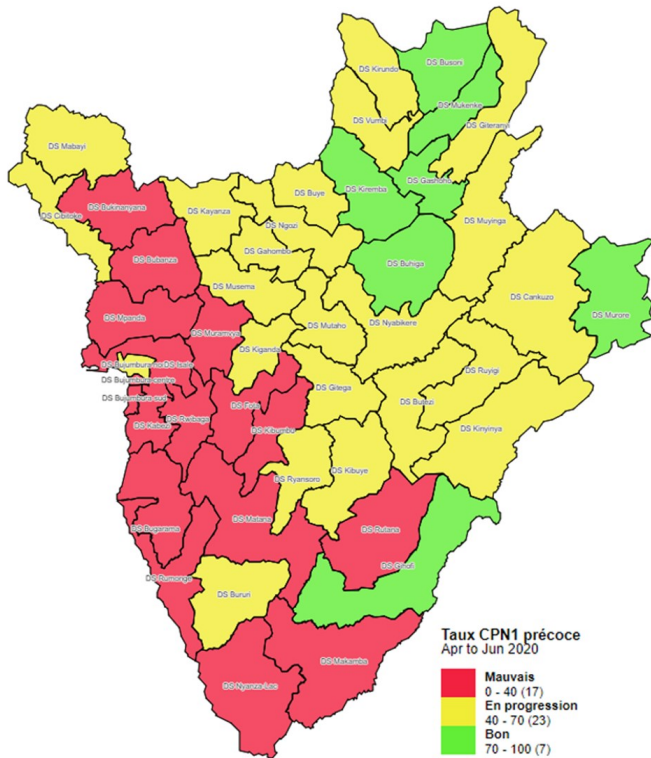 DS Kirundo
DS Busoni
DS Mukenke
DS Vumbi
DS Giteranyi
DS Mabayi
DS Gashoho
DS Kiremba
DS Buye
DS Bukinanyana
DS Kayanza
DS Cibitoke
DS Ngozi
DS Muyinga
DS Gahombo
DS Buhiga
DS Bubanza
DS Musema
DS Cankuzo
DS Mpanda
DS Murore
DS Nyabikere
DS Mutaho
DS Muramvya
DS Kiganda
DS Isale
DS Ruyigi
DS Bujumbura-centre
DS Gitega
DS Bujumbura-sud
DS Butezi
DS Fota
DS Rwibaga
DS Kabezi
DS Kibumbu
DS Kinyinya
DS Kibuye
DS Ryansoro
DS Matana
DS Bugarama
DS Rutana
DS Gihofi
DS Rumonge
DS Bururi
DS Makamba
DS Nyanza-Lac
Taux CPN1 précoce
Apr to Jun 2020
Mauvais
0 - 40 (17)
En progression
40 - 70 (23)
Bon
70 - 100 (7)